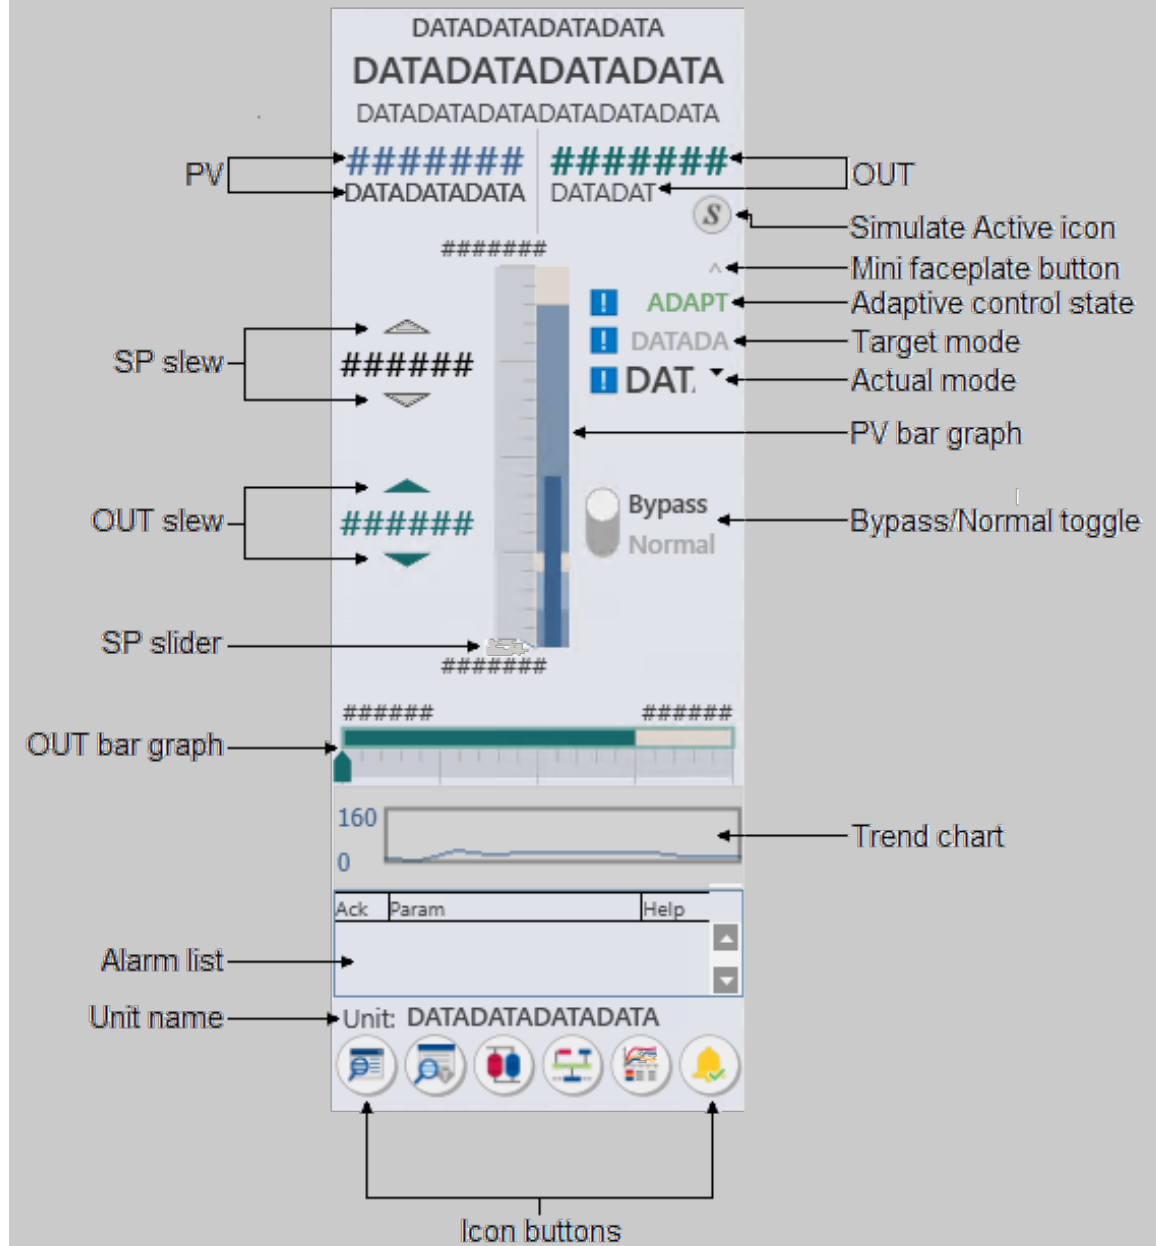 DATADATADATADATA
DATADATADATADATA
DATADATADATADATADATADATA
PV
#######
#######
OUT
DATADATADATA
DATADAT
S
Simulate Active icon
#######
^
Mini faceplate button
! ADAPT
Adaptive control state
! DATADA
Target mode
SP slew
######
! DAT.
Actual mode
PV bar graph
OUT slew
######
Bypass
Normal
Bypass/Normal toggle
SP slider
#######
######
######
OUT bar graph
160
0
Trend chart
Ack
Param
Help
Alarm list
Unit name
Unit: DATADATADATADATA
Icon buttons